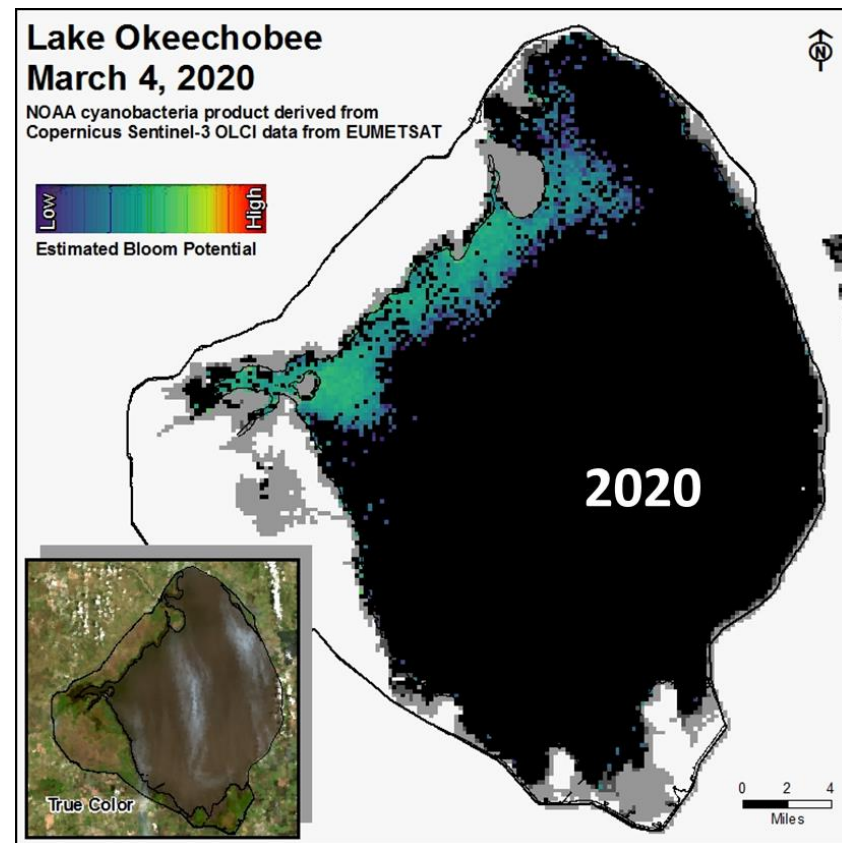 Lake Okeechobee
March 4, 2020
NOAA cyanobacteria product derived from
Copernicus Sentinel-3 OLCI data from EUMETSAT
N
Low
High
Estimated Bloom Potential
2020
True Color
0 2 4
Miles